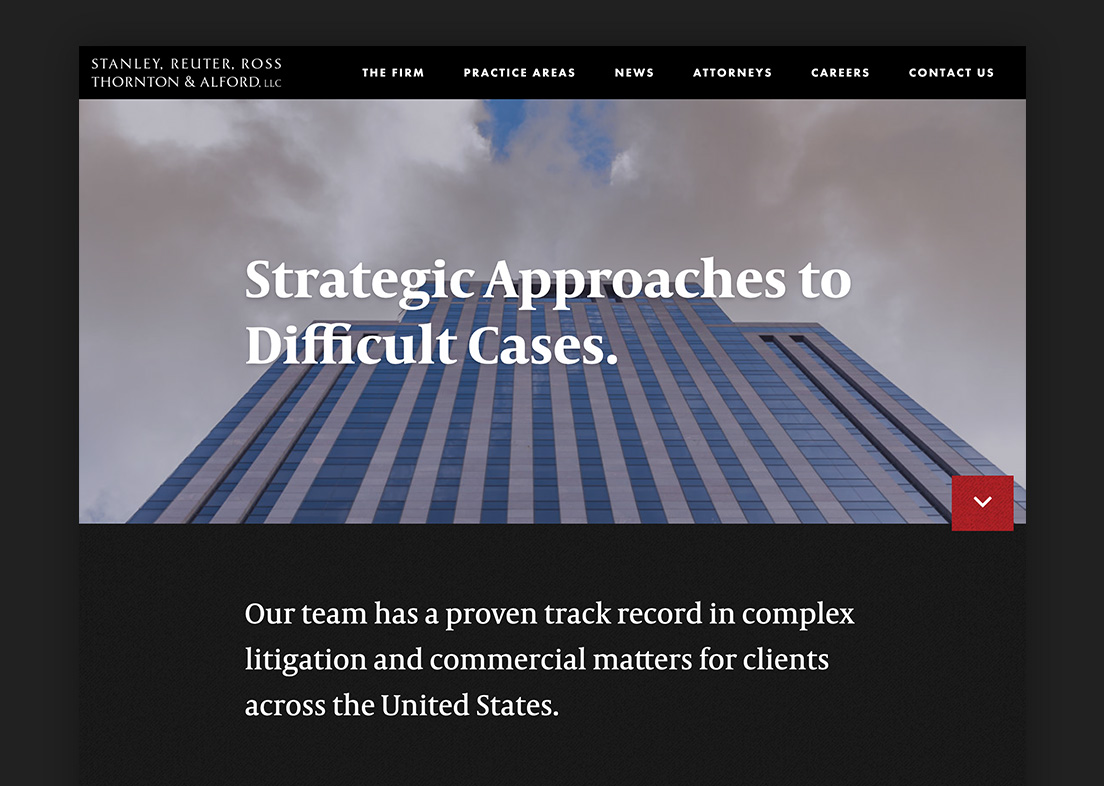 STANLEY, REUTER, ROSS
THORNTON & ALFORD, LLC
THE FIRM PRACTICE AREAS NEWS ATTORNEYS CAREERS CONTACT US
Strategic Approaches to
Difficult Cases.
Our team has a proven track record in complex
litigation and commercial matters for clients
across the United States.